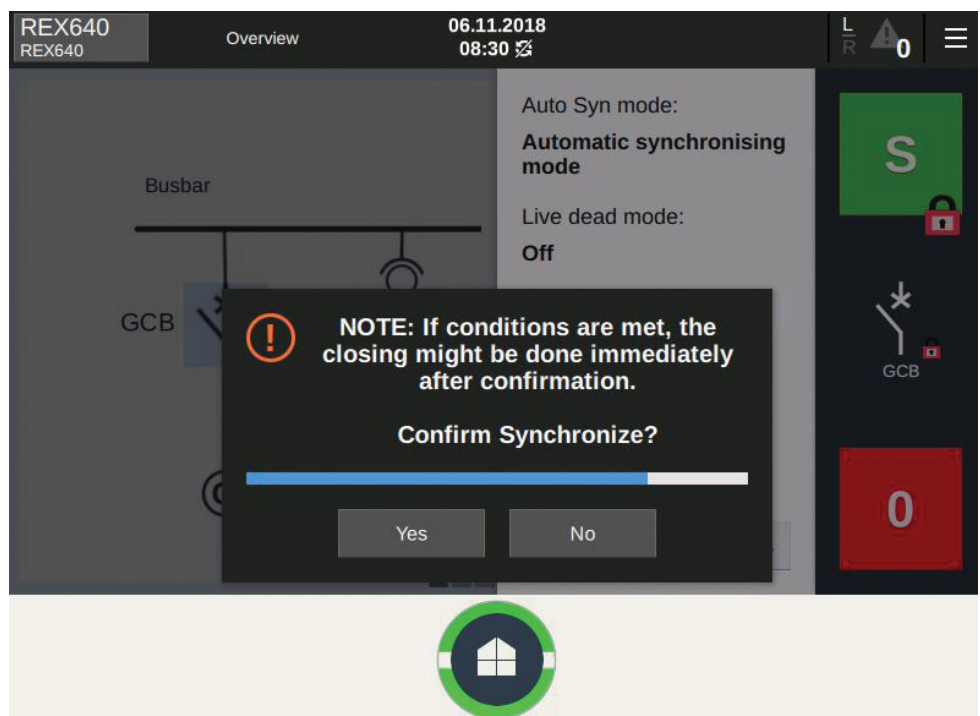 REX640
REX640
Overview
06.11.2018
08:30
L
R
0
Auto Syn mode:
Automatic synchronising
mode
Live dead mode:
Off
S
Busbar
GCB
GCB
0
NOTE: If conditions are met, the
closing might be done immediately
after confirmation.
Confirm Synchronize?
Yes
No